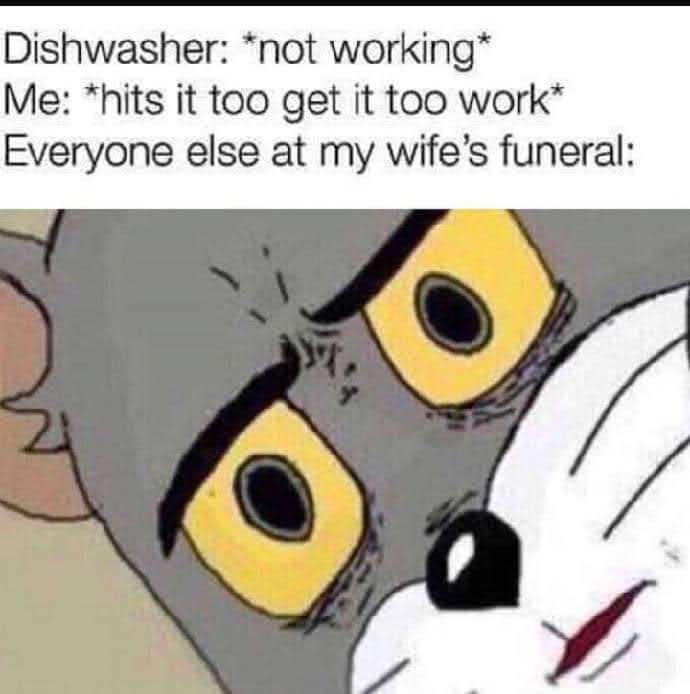 Dishwasher: *not working*
Me: *hits it too get it too work*
Everyone else at my wife's funeral: